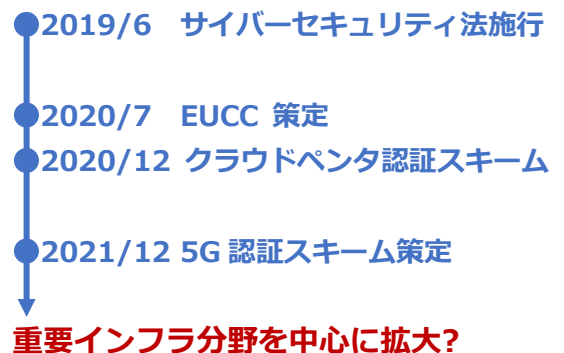 2019/6 サイバーセキュリティ法施行
2020/7 EUCC 策定
2020/12 クラウドペンタ認証スキーム
2021/12 5G 認証スキーム策定
重要インフラ分野を中心に拡大?